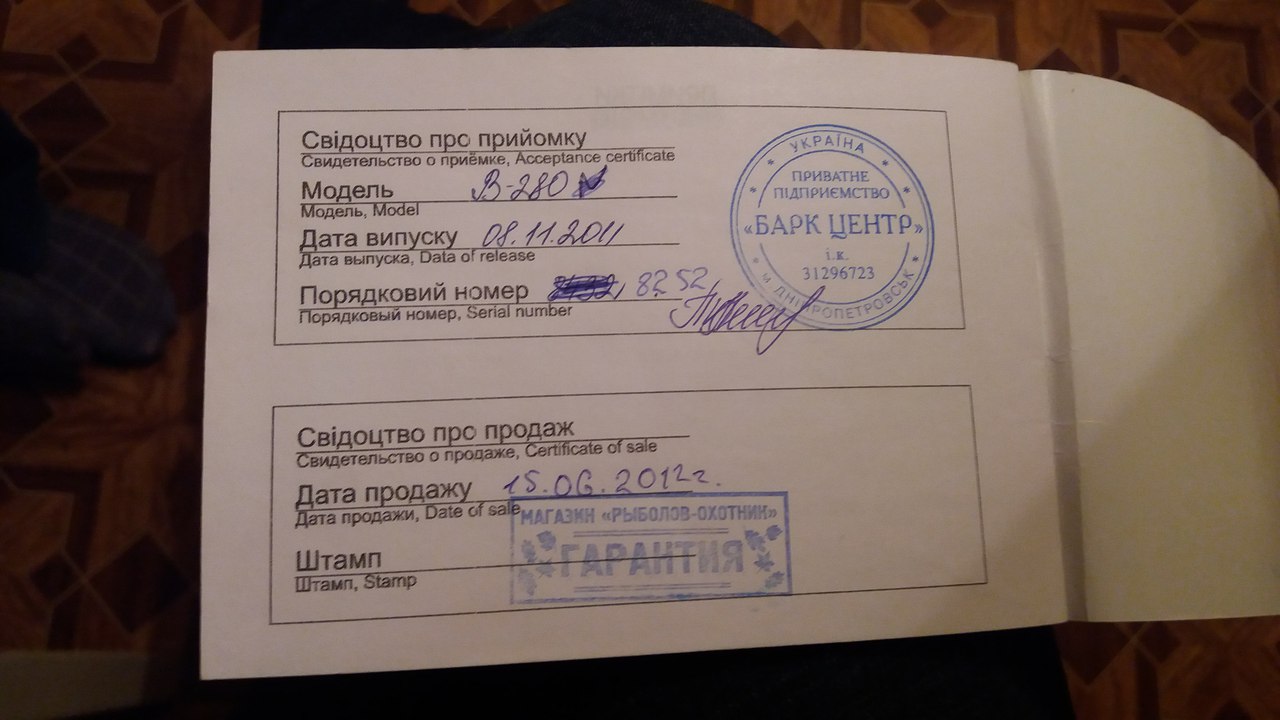 Свідоцтво про прийомку
Свидетельство о приёмке, Acceptance certificate
Модель B-280
Модель, Model
Дата випуску 08.11.2011
Дата выпуска, Data of release
Порядковий номер 8252
Порядковый номер, Serial number
УКРАЇНА
ПРИВАТНЕ
ПІДПРИЄМСТВО
«БАРК ЦЕНТР»
і.к.
31296723
м. ДНІПРОПЕТРОВСЬК
Свідоцтво про продаж
Свидетельство о продаже, Certificate of sale
Дата продажу 15.06.2012г.
Дата продажи, Date of sale
МАГАЗИН «РЫБОЛОВ-ОХОТНИК»
ГАРАНТИЯ
Штамп
Штамп, Stamp